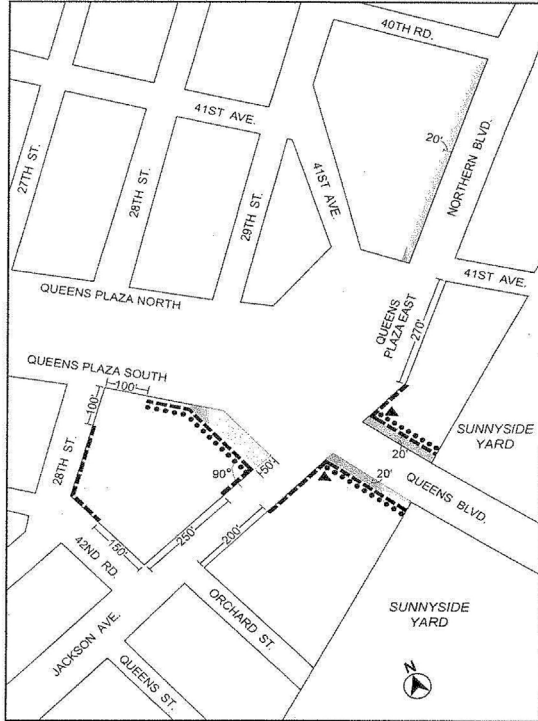 40TH RD.
41ST AVE.
20'
NORTHERN BLVD.
27TH ST.
28TH ST.
29TH ST.
41ST AVE.
41ST AVE.
QUEENS PLAZA NORTH
QUEENS
PLAZA EAST
270'
QUEENS PLAZA SOUTH
100'
100'
28TH ST.
SUNNYSIDE
YARD
20'
20'
QUEENS BLVD.
50'
90°
150'
250'
200'
42ND RD.
JACKSON AVE.
ORCHARD ST.
QUEENS ST.
SUNNYSIDE
YARD
N